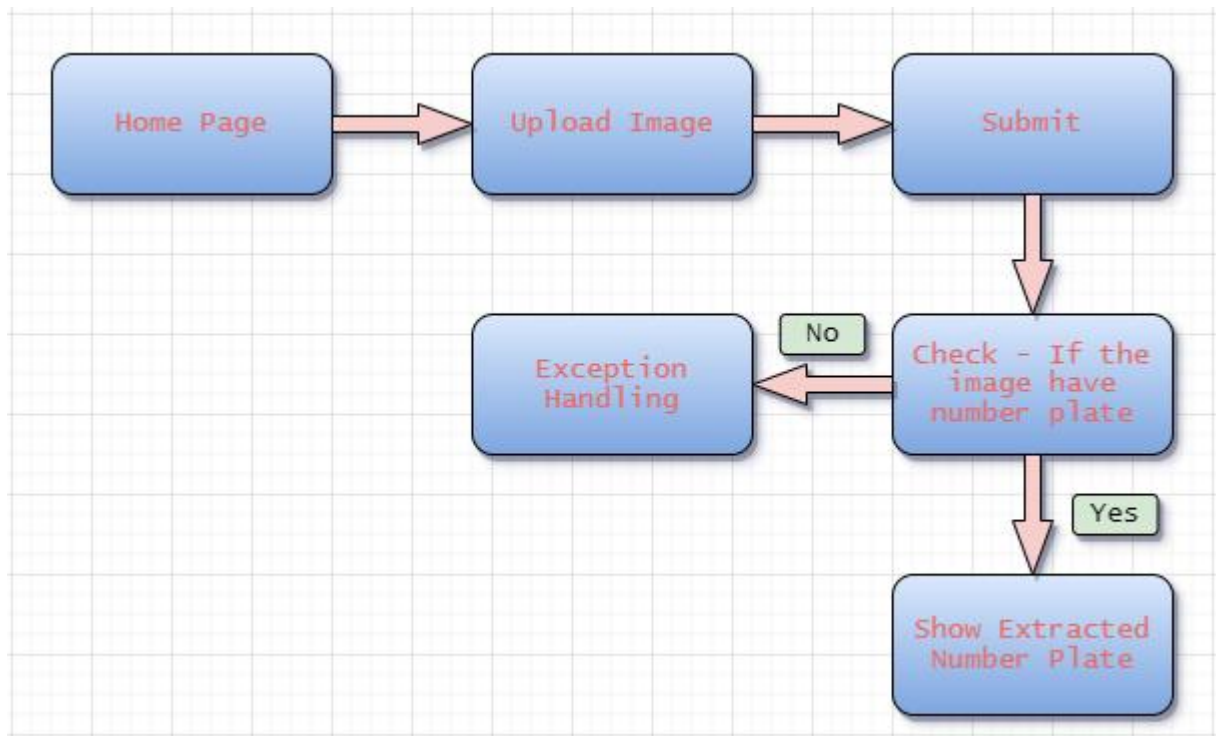 Home Page
Upload Image
Submit
No
Exception
Handling
Check - If the
image have
number plate
Yes
Show Extracted
Number Plate